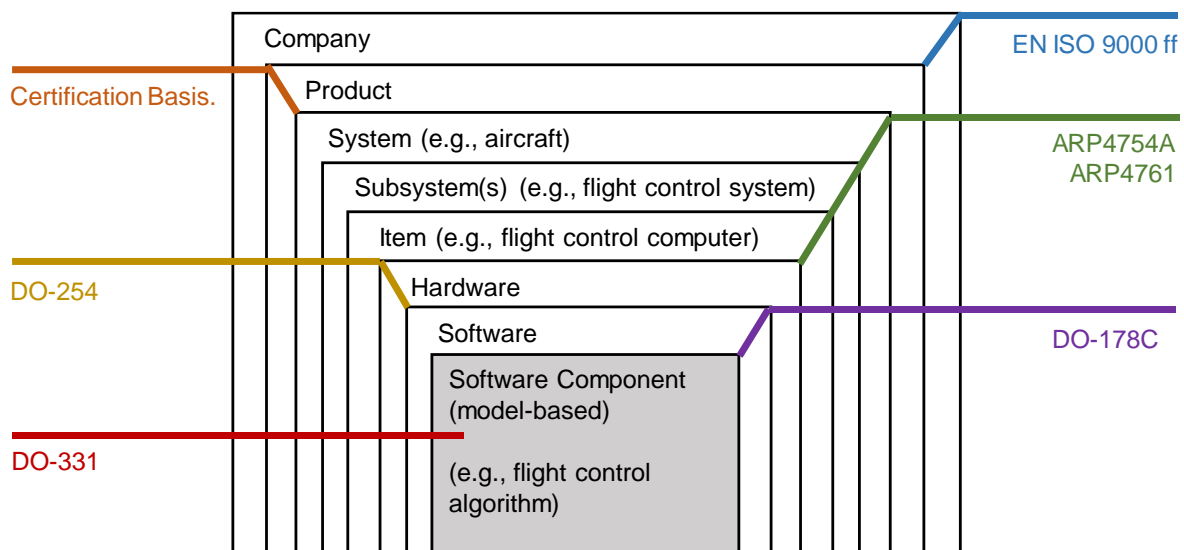 Company
EN ISO 9000 ff
Certification Basis.
Product
System (e.g., aircraft)
ARP4754A
ARP4761
Subsystem(s) (e.g., flight control system)
Item (e.g., flight control computer)
DO-254
Hardware
Software
DO-178C
Software Component
(model-based)
DO-331
(e.g., flight control
algorithm)